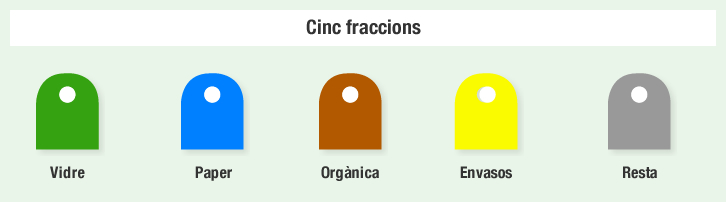 Cinc fraccions
Vidre
Paper
Orgànica
Envasos
Resta